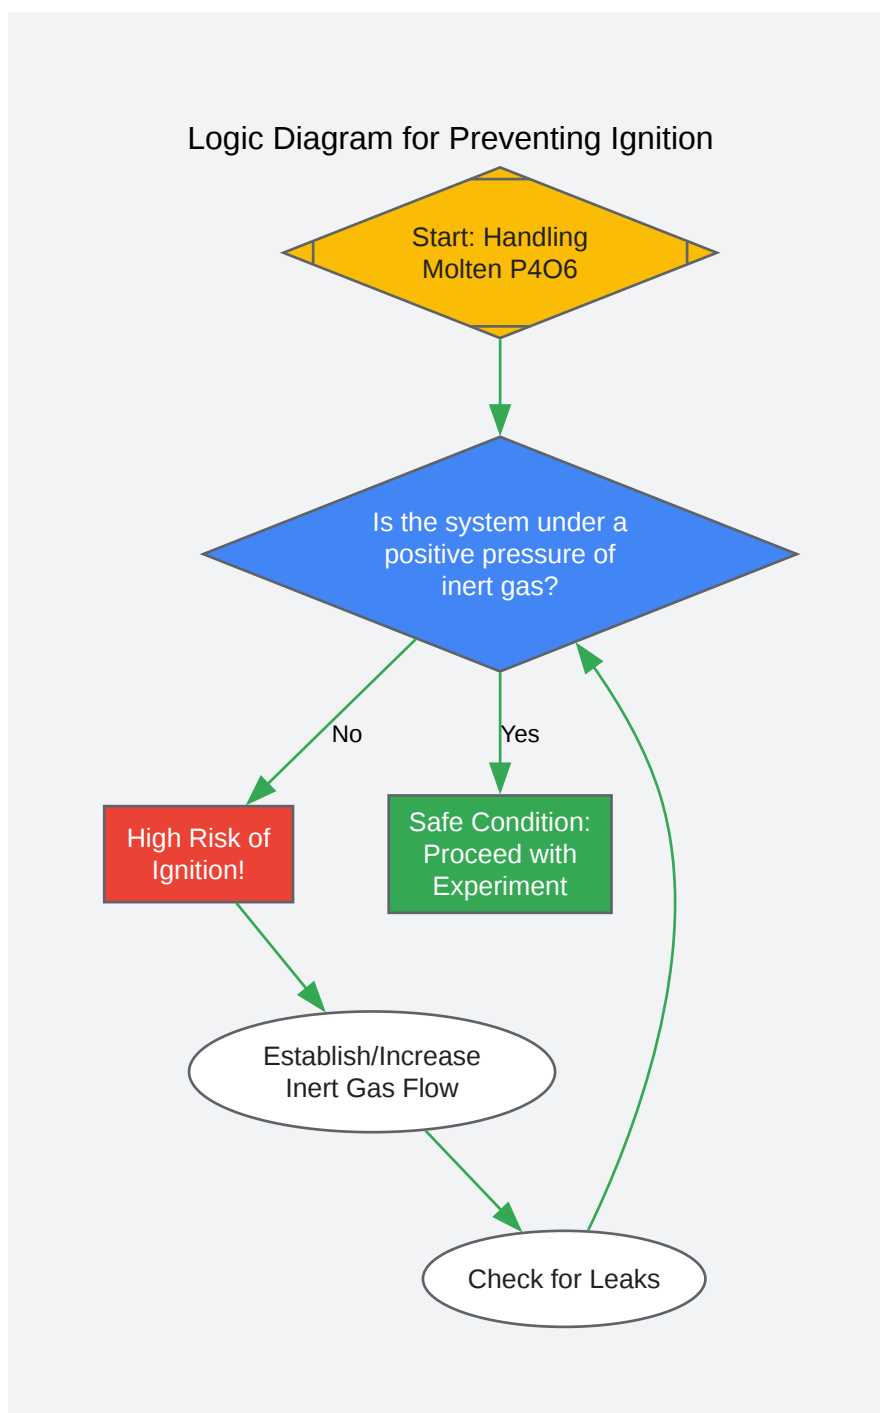 Logic Diagram for Preventing Ignition
Start: Handling
Molten P4O6
Is the system under a
positive pressure of
inert gas?
No
Yes
High Risk of
Ignition!
Safe Condition:
Proceed with
Experiment
Establish/Increase
Inert Gas Flow
Check for Leaks